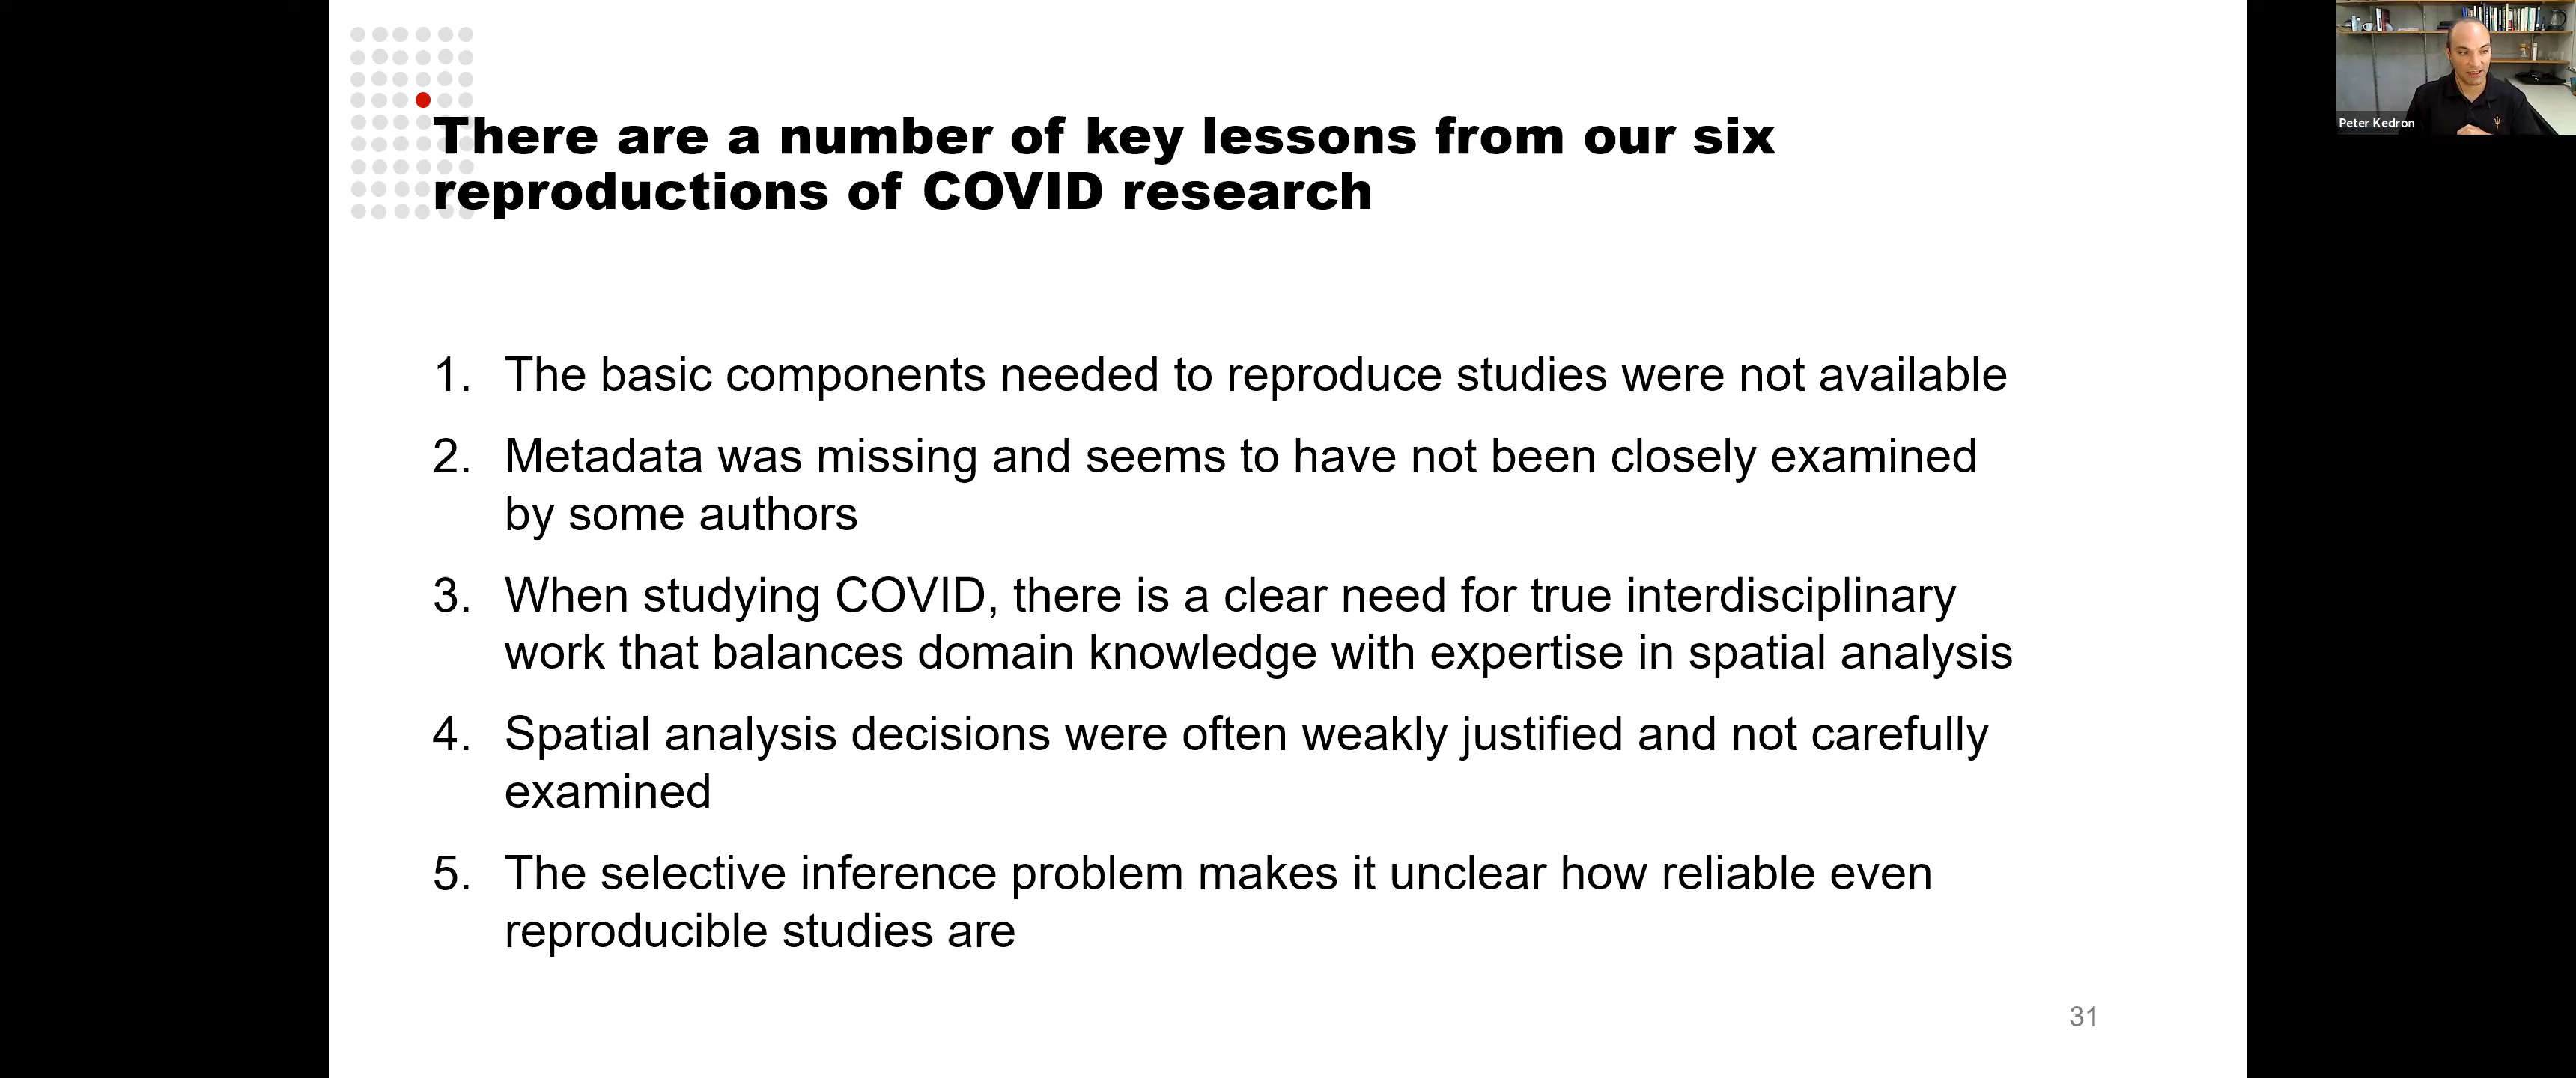 There are a number of key lessons from our six
reproductions of COVID research
1. The basic components needed to reproduce studies were not available
2. Metadata was missing and seems to have not been closely examined
by some authors
3. When studying COVID, there is a clear need for true interdisciplinary
work that balances domain knowledge with expertise in spatial analysis
4. Spatial analysis decisions were often weakly justified and not carefully
examined
5. The selective inference problem makes it unclear how reliable even
reproducible studies are
31
Peter Kedron